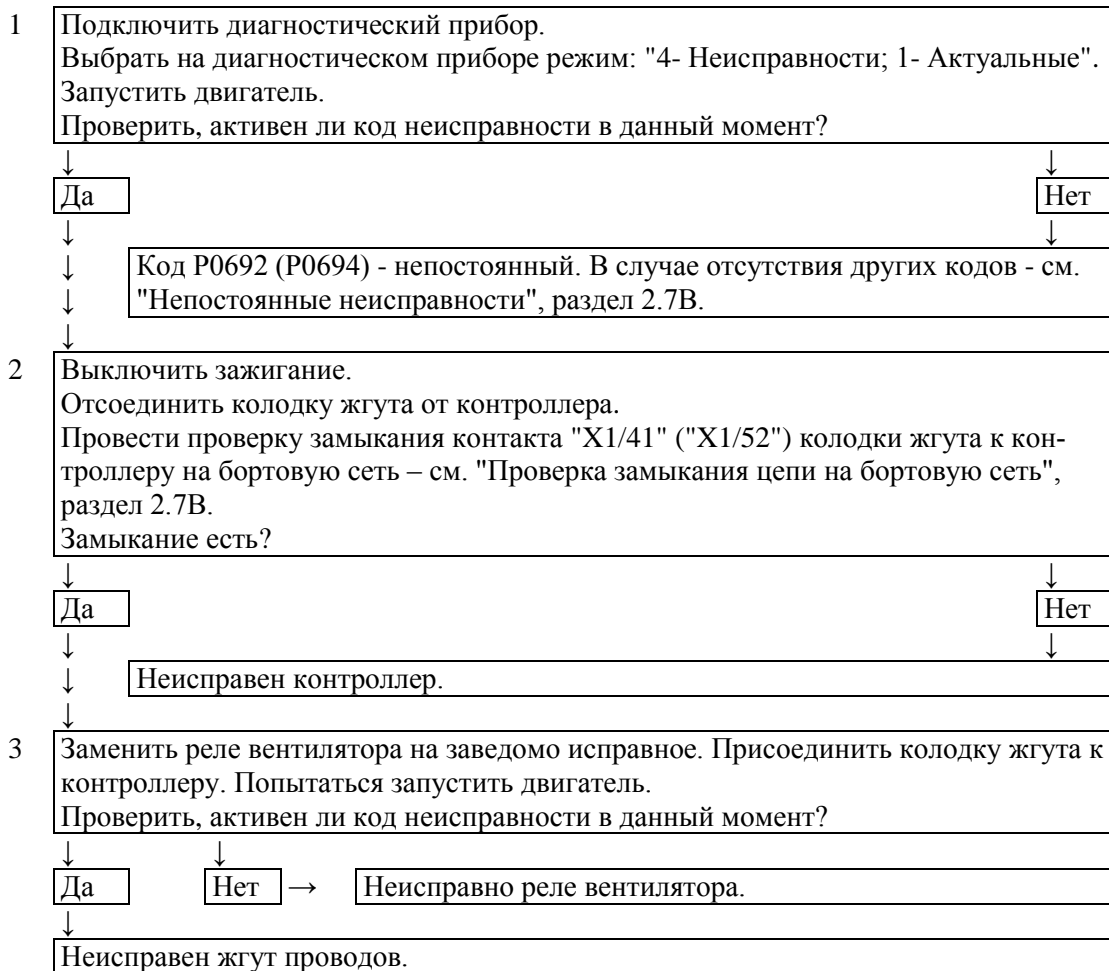 1 Подключить диагностический прибор.
Выбрать на диагностическом приборе режим: "4- Неисправности; 1- Актуальные".
Запустить двигатель.
Проверить, активен ли код неисправности в данный момент?
↓ ↓
Да Нет
↓ ↓
↓ Код Р0692 (Р0694) - непостоянный. В случае отсутствия других кодов - см.
↓ "Непостоянные неисправности", раздел 2.7В.
↓
2 Выключить зажигание.
Отсоединить колодку жгута от контроллера.
Провести проверку замыкания контакта "Х1/41" ("Х1/52") колодки жгута к кон-
троллеру на бортовую сеть – см. "Проверка замыкания цепи на бортовую сеть",
раздел 2.7В.
Замыкание есть?
↓ ↓
Да Нет
↓ ↓
↓ Неисправен контроллер.
↓
3 Заменить реле вентилятора на заведомо исправное. Присоединить колодку жгута к
контроллеру. Попытаться запустить двигатель.
Проверить, активен ли код неисправности в данный момент?
↓ ↓
Да Нет → Неисправно реле вентилятора.
↓
Неисправен жгут проводов.